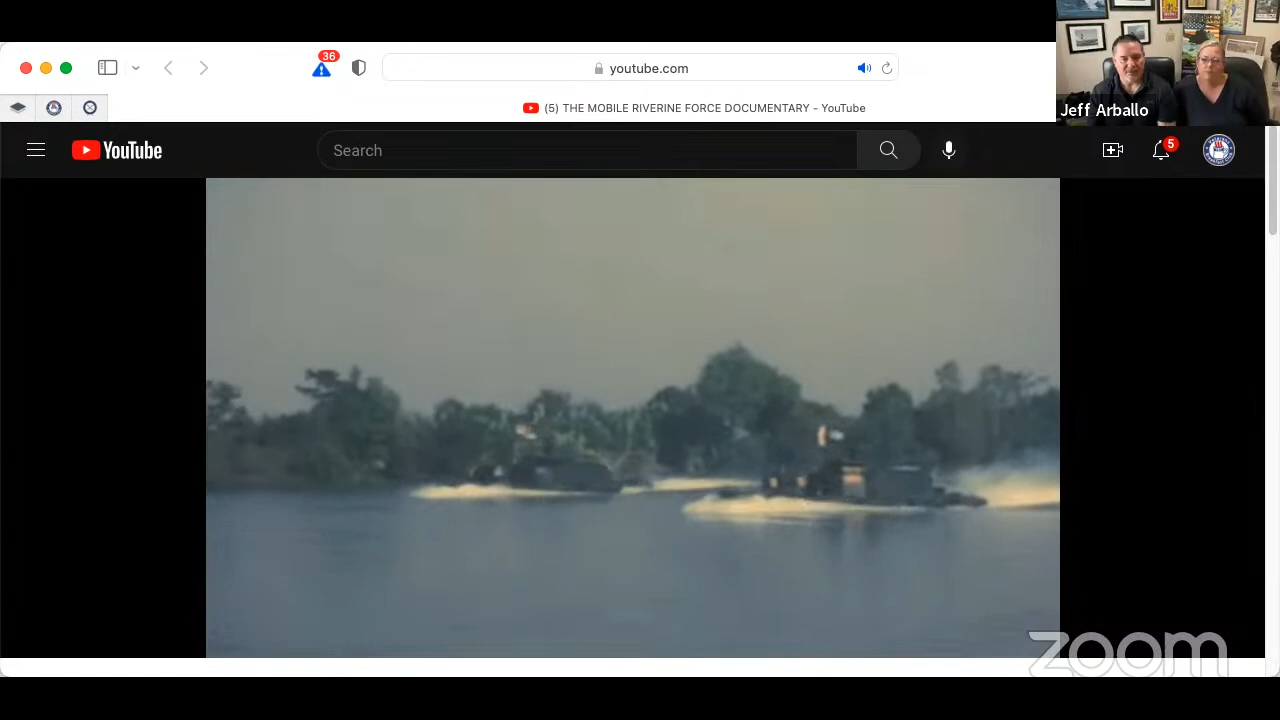 36
youtube.com
(5) THE MOBILE RIVERINE FORCE DOCUMENTARY - YouTube
Jeff Arballo
YouTube
Search
5
zoom